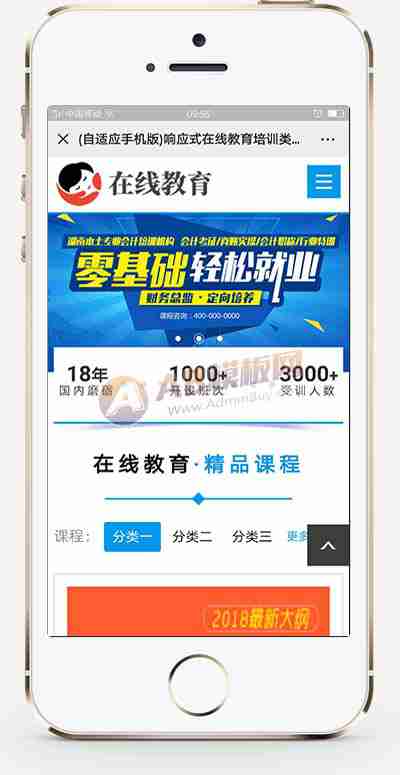 中国移动
09:56
× (自适应手机版)响应式在线教育培训类... ···
在线教育
湖南本土专业会计培训机构 会计考证/真账实操/会计职称/行业特训
零基础 轻松就业
财务总监·定向培养
课程咨询：400-000-0000
18年 1000+ 3000+
国内磨砺 开设班次 受训人数
模板网
www.AdminBuy
在线教育·精品课程
课程： 分类一 分类二 分类三 更多
2018最新大纲